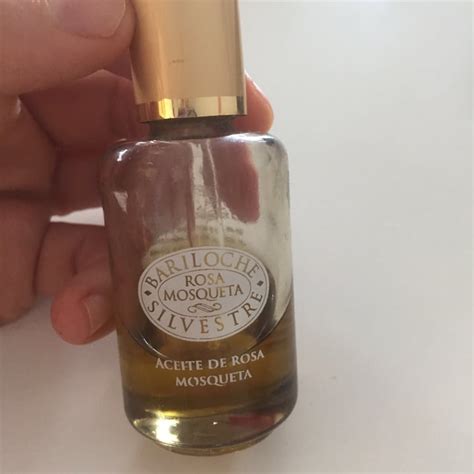 BARILOCHE
ROSA
MOSQUETA
SILVESTRE
ACEITE DE ROSA
MOSQUETA